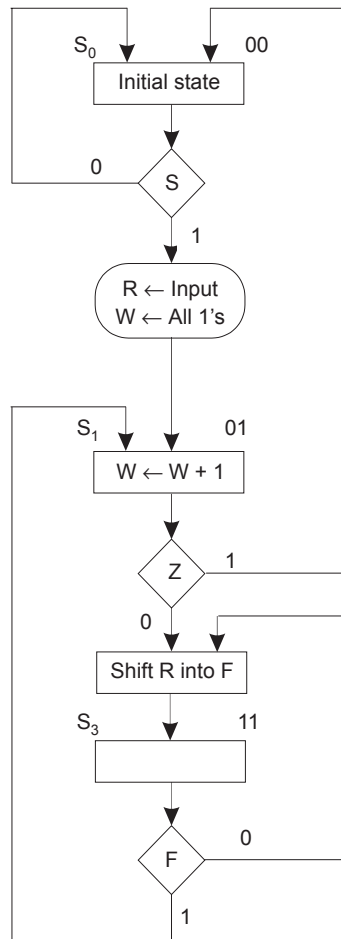 S₀ 00
Initial state
0
S
1
R ← Input
W ← All 1's
S₁ 01
W ← W + 1
Z 1
0
Shift R into F
S₃ 11
F 0
1